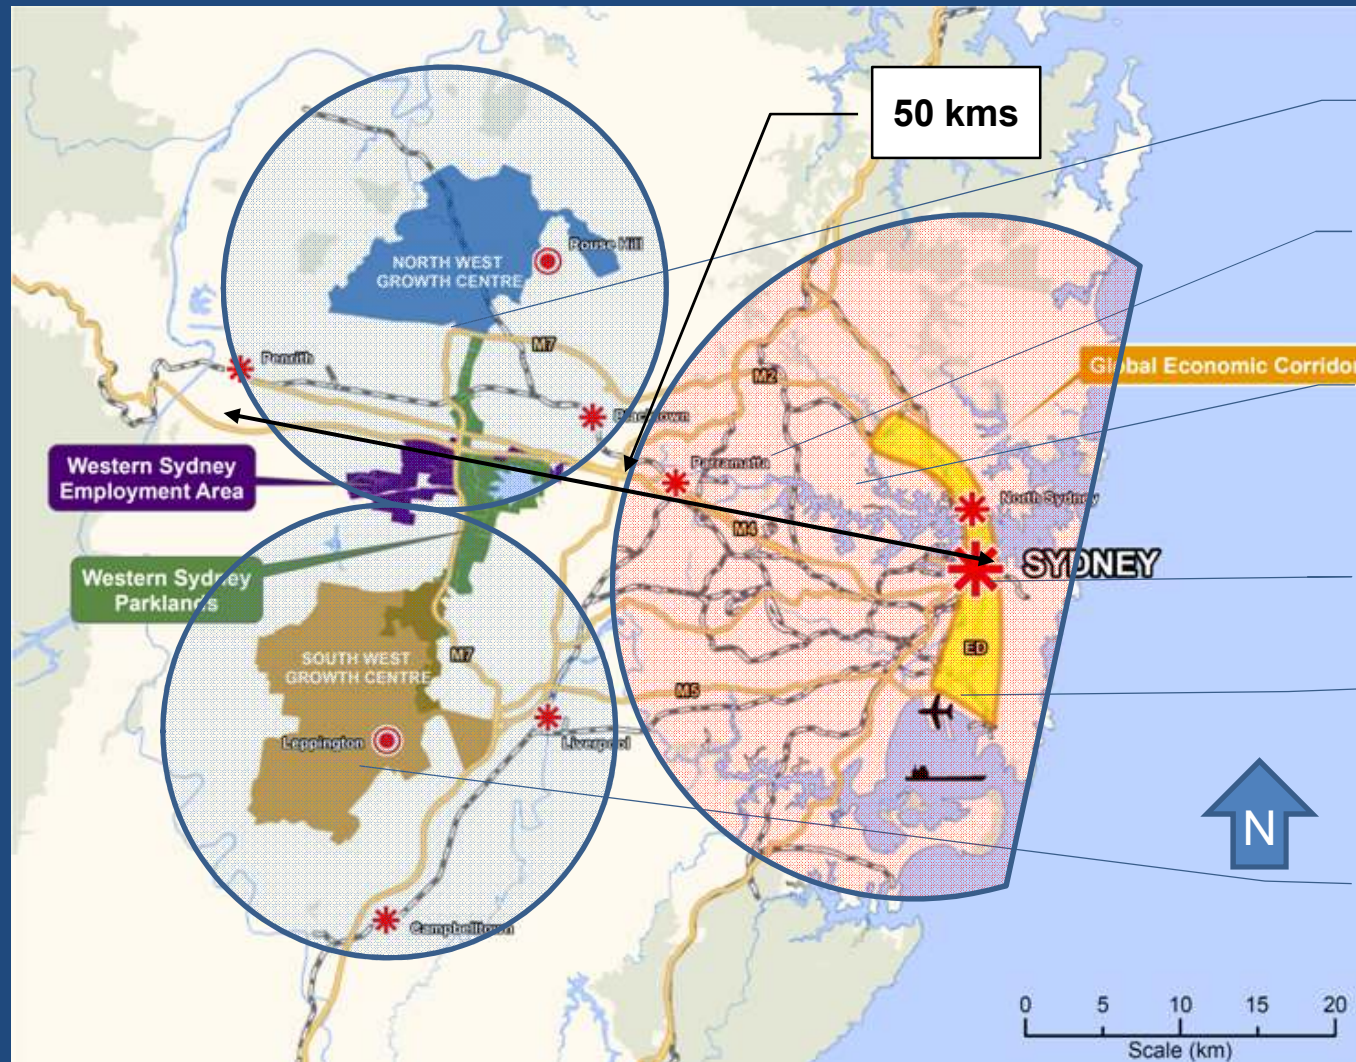 50 kms
Rouse Hill
NORTH WEST
GROWTH CENTRE
M7
Penrith
M2
Global Economic Corridor
Blacktown
Parramatta
Western Sydney
Employment Area
North Sydney
M4
SYDNEY
Western Sydney
Parklands
SOUTH WEST
GROWTH CENTRE
M7
ED
M5
Leppington
Liverpool
N
Campbelltown
0 5 10 15 20
Scale (km)